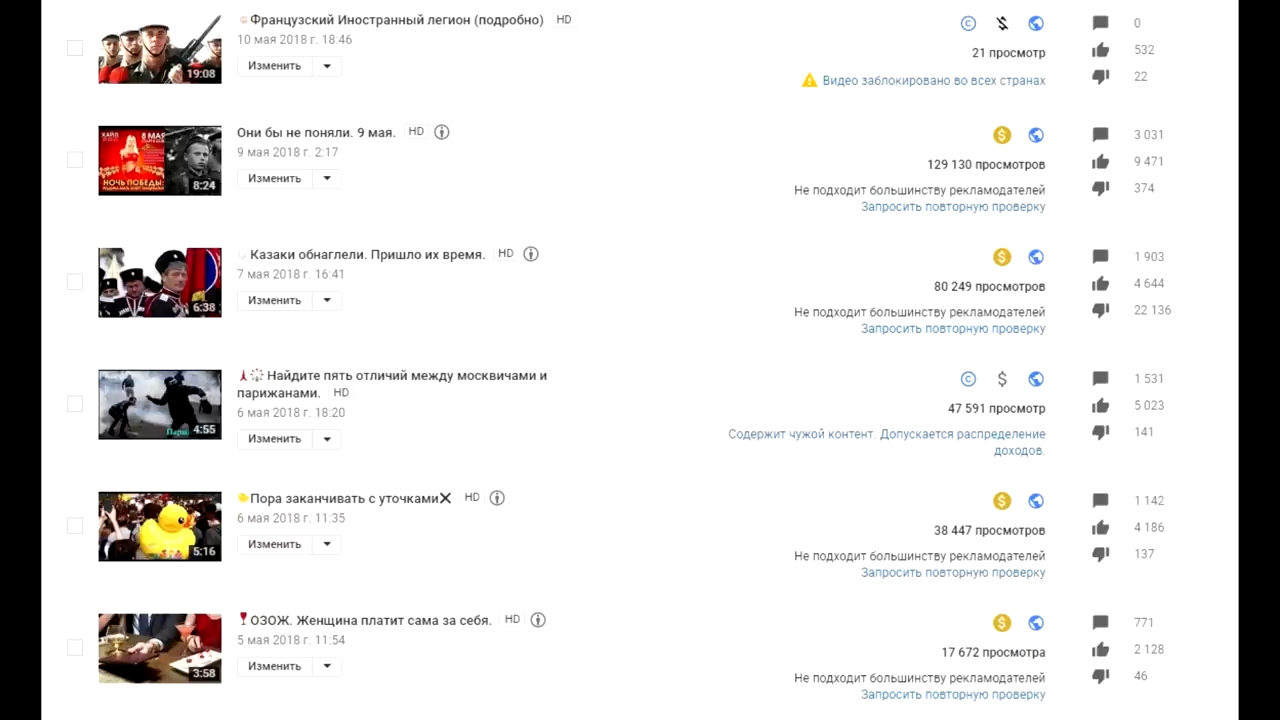 Французский Иностранный легион (подробно) HD
10 мая 2018 г. 18:46
Изменить
19:08
21 просмотр
Видео заблокировано во всех странах
0
532
22
Они бы не поняли. 9 мая. HD
9 мая 2018 г. 2:17
Изменить
8 МАЯ
НОЧЬ ПОБЕДЫ:
8:24
129 130 просмотров
Не подходит большинству рекламодателей
Запросить повторную проверку
3 031
9 471
374
Казаки обнаглели. Пришло их время. HD
7 мая 2018 г. 16:41
Изменить
6:38
80 249 просмотров
Не подходит большинству рекламодателей
Запросить повторную проверку
1 903
4 644
22 136
Найдите пять отличий между москвичами и
парижанами. HD
6 мая 2018 г. 18:20
Изменить
4:55
47 591 просмотр
Содержит чужой контент. Допускается распределение
доходов.
1 531
5 023
141
Пора заканчивать с уточками HD
6 мая 2018 г. 11:35
Изменить
5:16
38 447 просмотров
Не подходит большинству рекламодателей
Запросить повторную проверку
1 142
4 186
137
ОЗОЖ. Женщина платит сама за себя. HD
5 мая 2018 г. 11:54
Изменить
3:58
17 672 просмотра
Не подходит большинству рекламодателей
Запросить повторную проверку
771
2 128
46